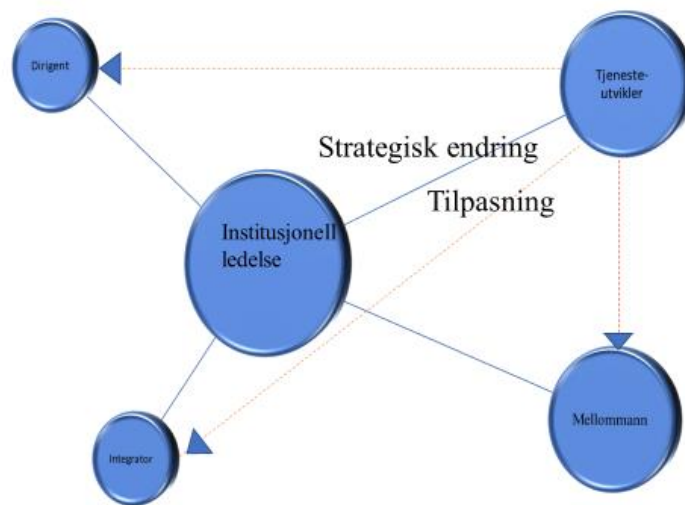 Dirigent
Tjeneste-
utvikler
Strategisk endring
Tilpasning
Institusjonell
ledelse
Mellommann
Integrator